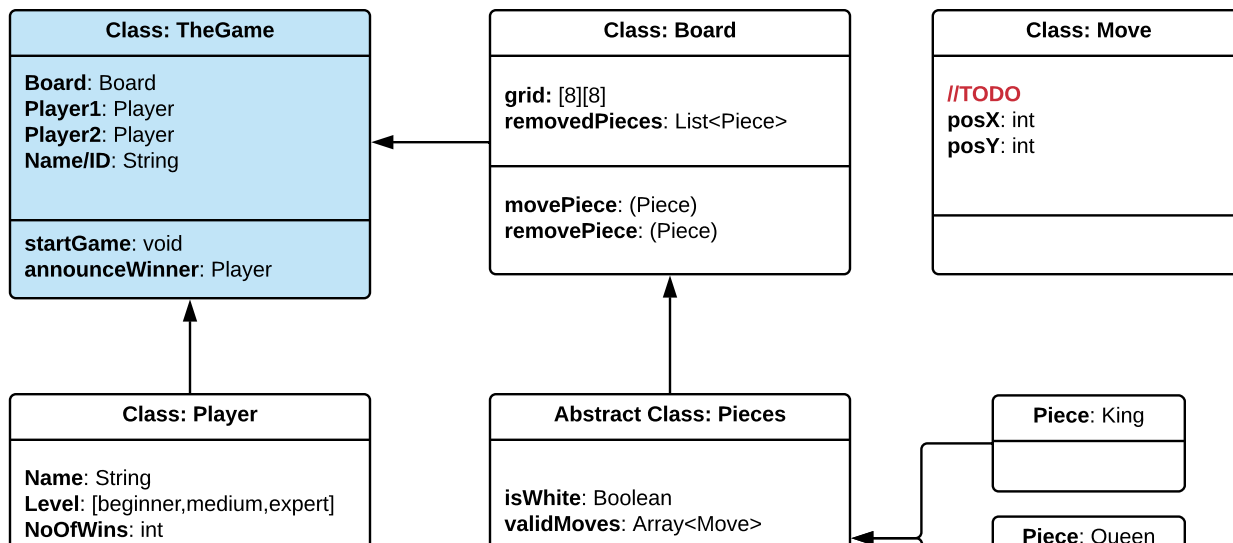 Class: TheGame
Board: Board
Player1: Player
Player2: Player
Name/ID: String
startGame: void
announceWinner: Player
Class: Board
grid: [8][8]
removedPieces: List<Piece>
movePiece: (Piece)
removePiece: (Piece)
Class: Move
//TODO
posX: int
posY: int
Class: Player
Name: String
Level: [beginner,medium,expert]
NoOfWins: int
Abstract Class: Pieces
isWhite: Boolean
validMoves: Array<Move>
Piece: King
Piece: Queen